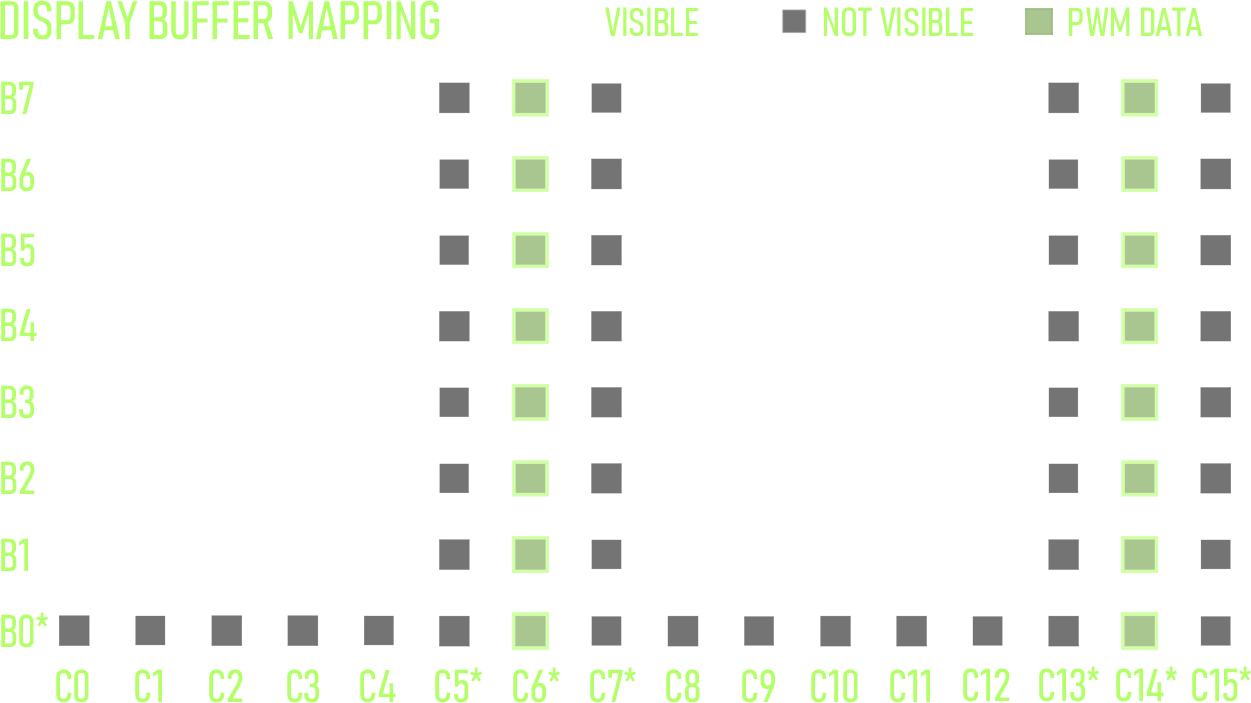 DISPLAY BUFFER MAPPING VISIBLE NOT VISIBLE PWM DATA
B7
B6
B5
B4
B3
B2
B1
B0*
C0 C1 C2 C3 C4 C5* C6* C7* C8 C9 C10 C11 C12 C13* C14* C15*